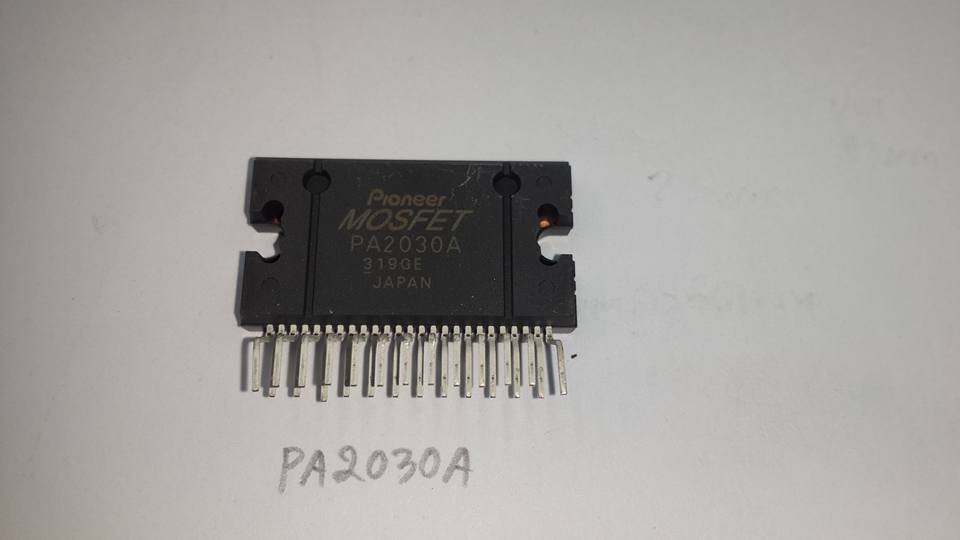 Pioneer
MOSFET
PA2030A
319GE
JAPAN
PA2030A